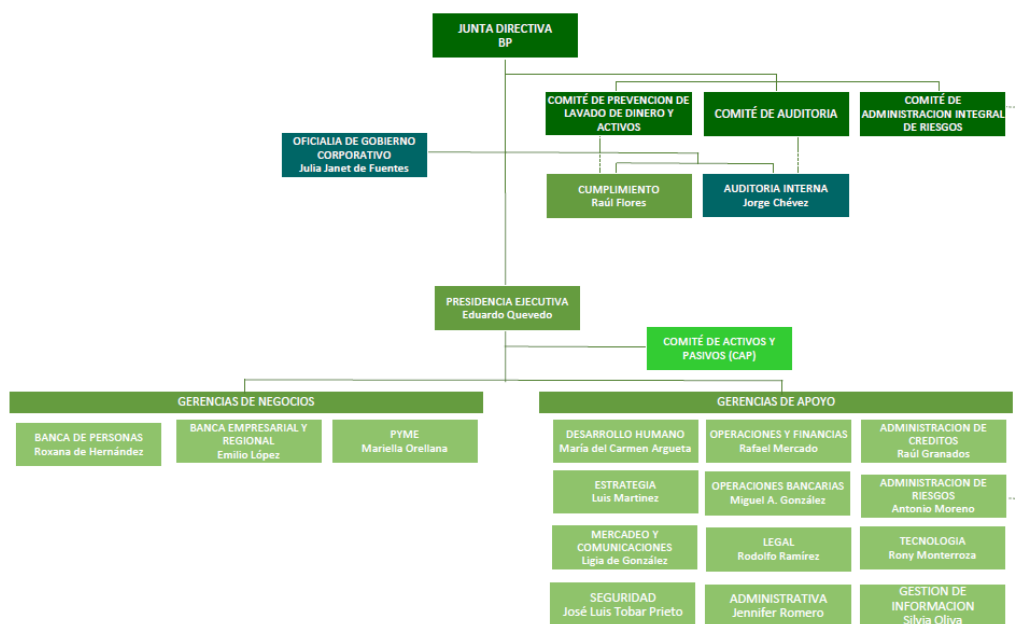 JUNTA DIRECTIVA
BP
COMITÉ DE PREVENCION DE
LAVADO DE DINERO Y
ACTIVOS
COMITÉ DE AUDITORIA
COMITÉ DE
ADMINISTRACION INTEGRAL
DE RIESGOS
OFICIALIA DE GOBIERNO
CORPORATIVO
Julia Janet de Fuentes
CUMPLIMIENTO
Raúl Flores
AUDITORIA INTERNA
Jorge Chévez
PRESIDENCIA EJECUTIVA
Eduardo Quevedo
COMITÉ DE ACTIVOS Y
PASIVOS (CAP)
GERENCIAS DE NEGOCIOS
BANCA DE PERSONAS
Roxana de Hernández
BANCA EMPRESARIAL Y
REGIONAL
Emilio López
PYME
Mariella Orellana
GERENCIAS DE APOYO
DESARROLLO HUMANO
María del Carmen Argueta
OPERACIONES Y FINANCIAS
Rafael Mercado
ADMINISTRACION DE
CREDITOS
Raúl Granados
ESTRATEGIA
Luis Martinez
OPERACIONES BANCARIAS
Miguel A. González
ADMINISTRACION DE
RIESGOS
Antonio Moreno
MERCADEO Y
COMUNICACIONES
Ligia de González
LEGAL
Rodolfo Ramírez
TECNOLOGIA
Rony Monterroza
SEGURIDAD
José Luis Tobar Prieto
ADMINISTRATIVA
Jennifer Romero
GESTION DE
INFORMACION
Silvia Oliva